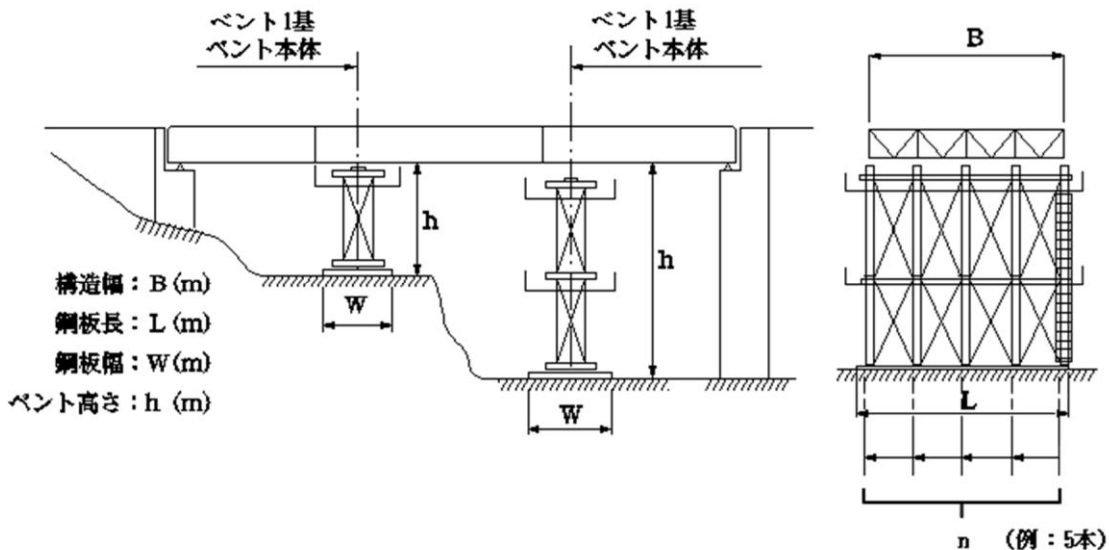 ベント1基
ベント本体
ベント1基
ベント本体
B
h
h
構造幅：B (m)
鋼板長：L (m)
鋼板幅：W (m)
ベント高さ：h (m)
W
W
L
n (例：5本)